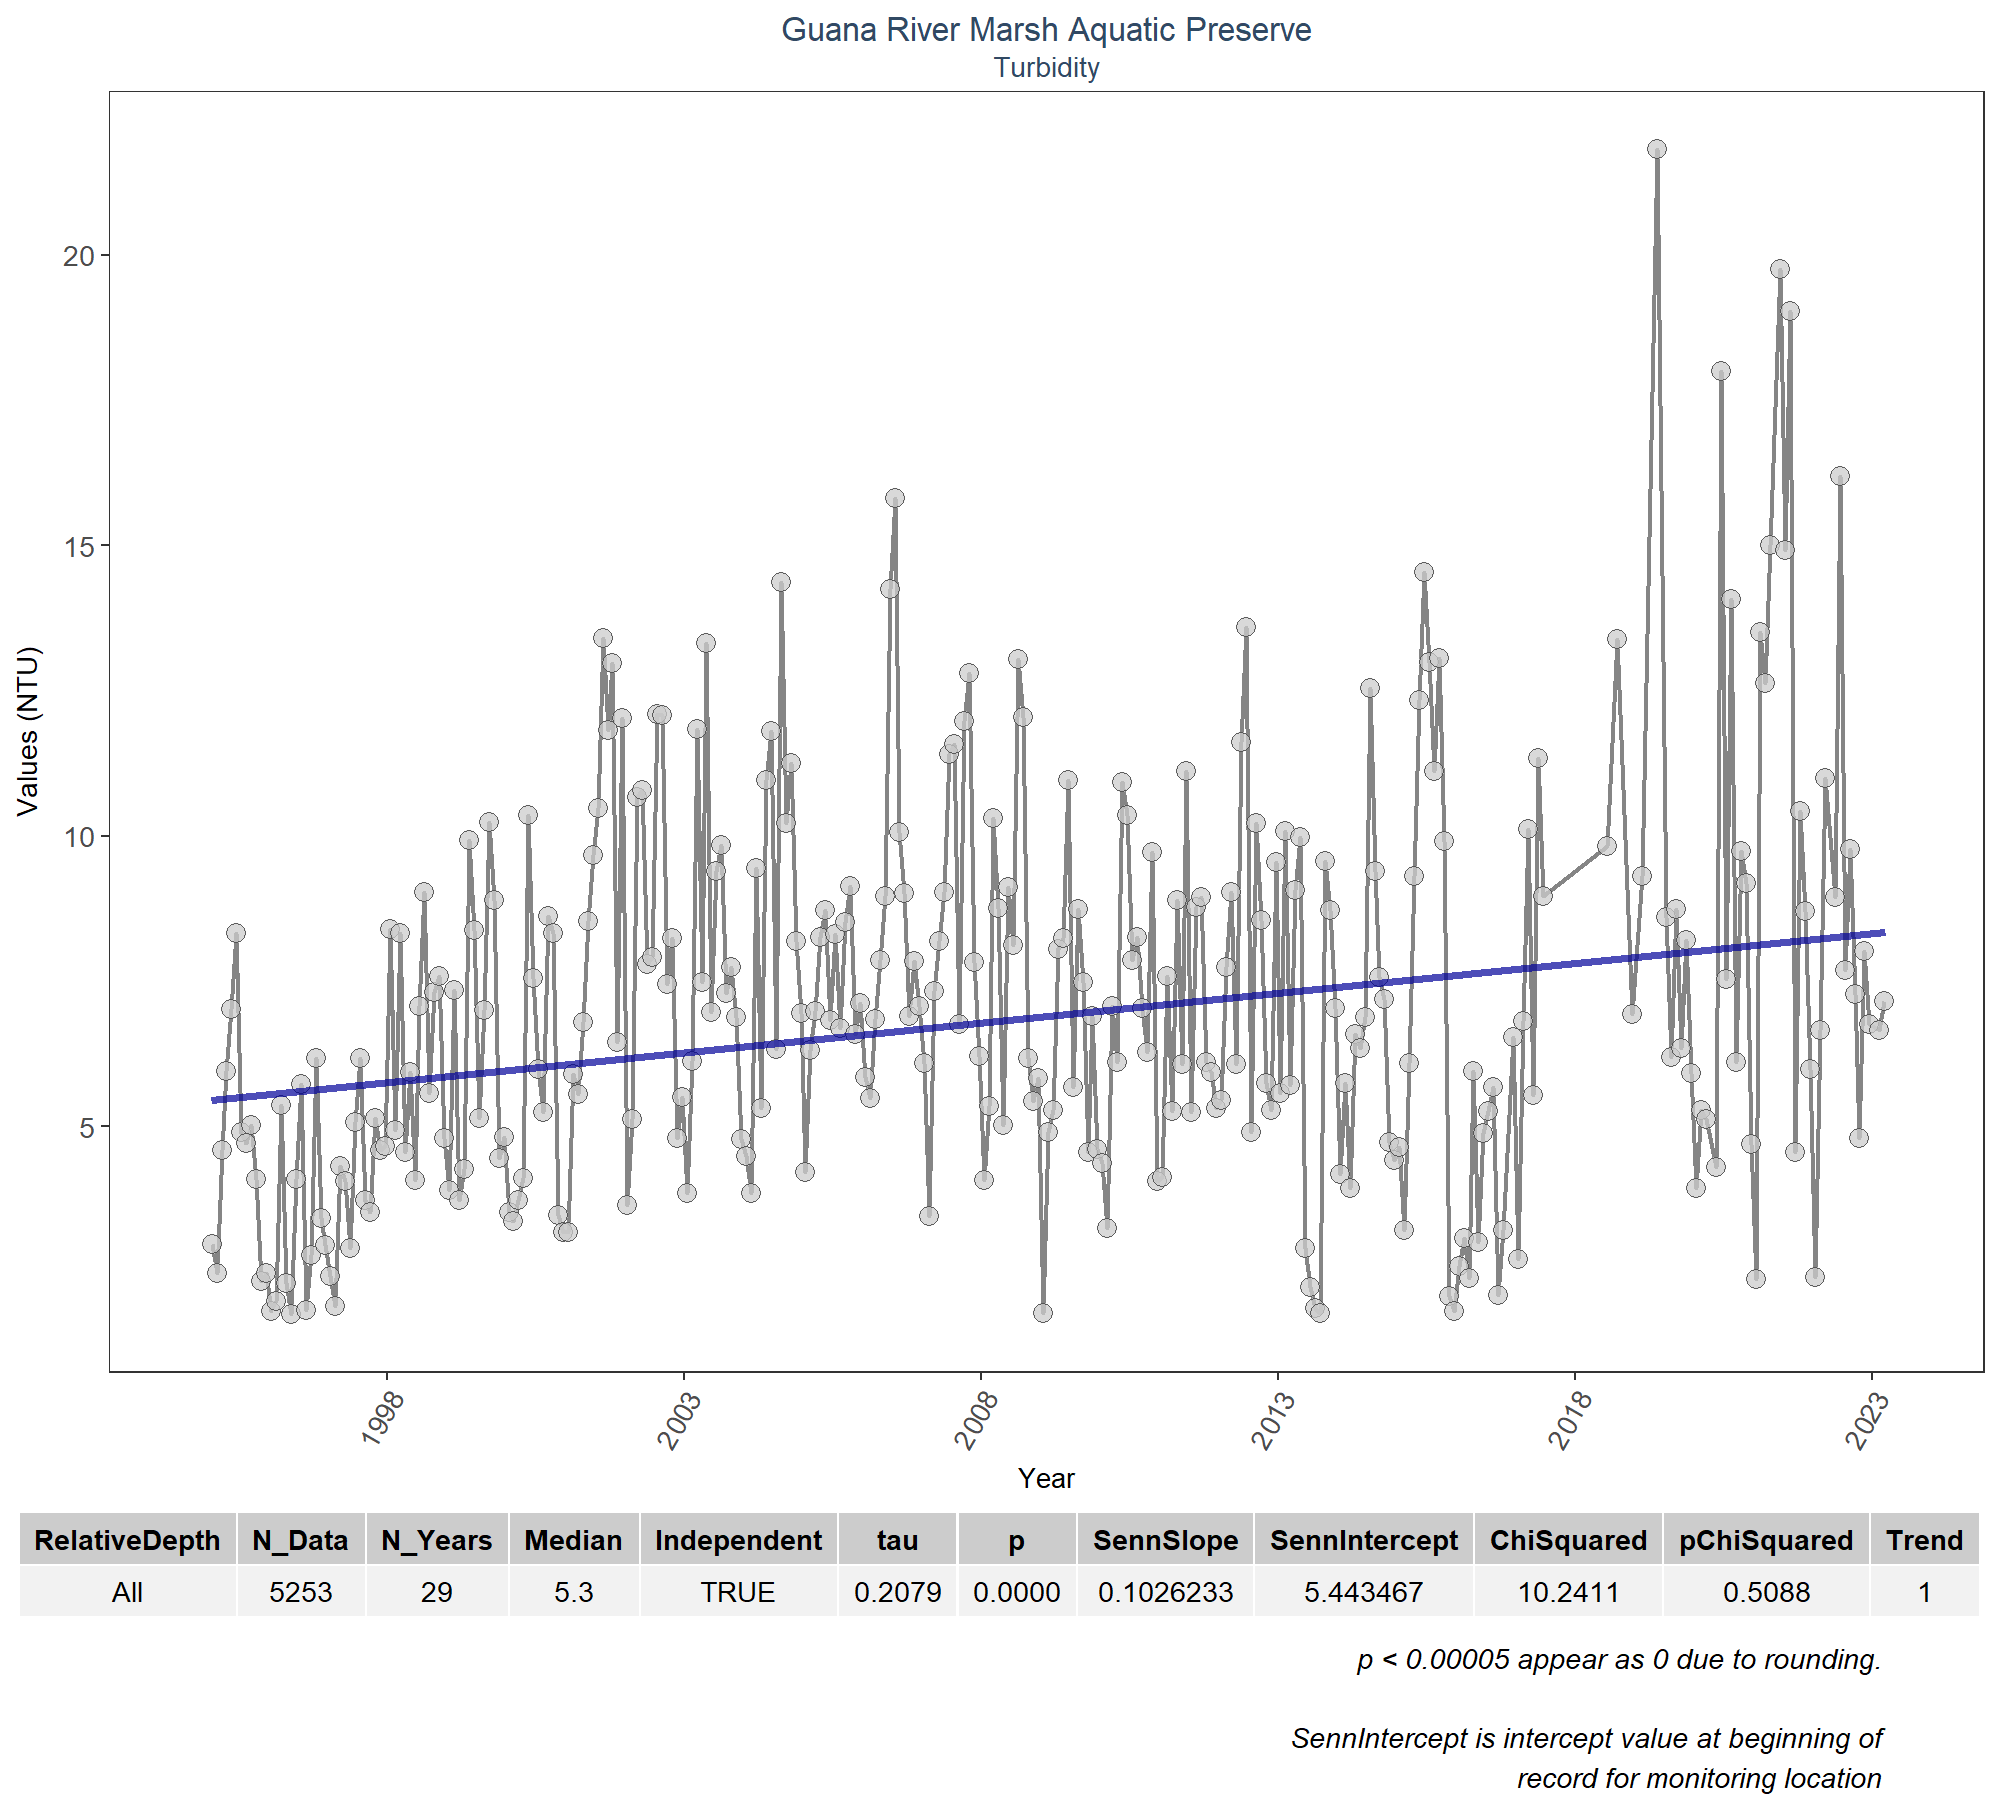 Guana River Marsh Aquatic Preserve
Turbidity
Values (NTU)
20
15
10
5
1998
2003
2008
2013
2018
2023
Year
RelativeDepth N_Data N_Years Median Independent tau p SennSlope SennIntercept ChiSquared pChiSquared Trend
All 5253 29 5.3 TRUE 0.2079 0.0000 0.1026233 5.443467 10.2411 0.5088 1
p < 0.00005 appear as 0 due to rounding.
SennIntercept is intercept value at beginning of
record for monitoring location